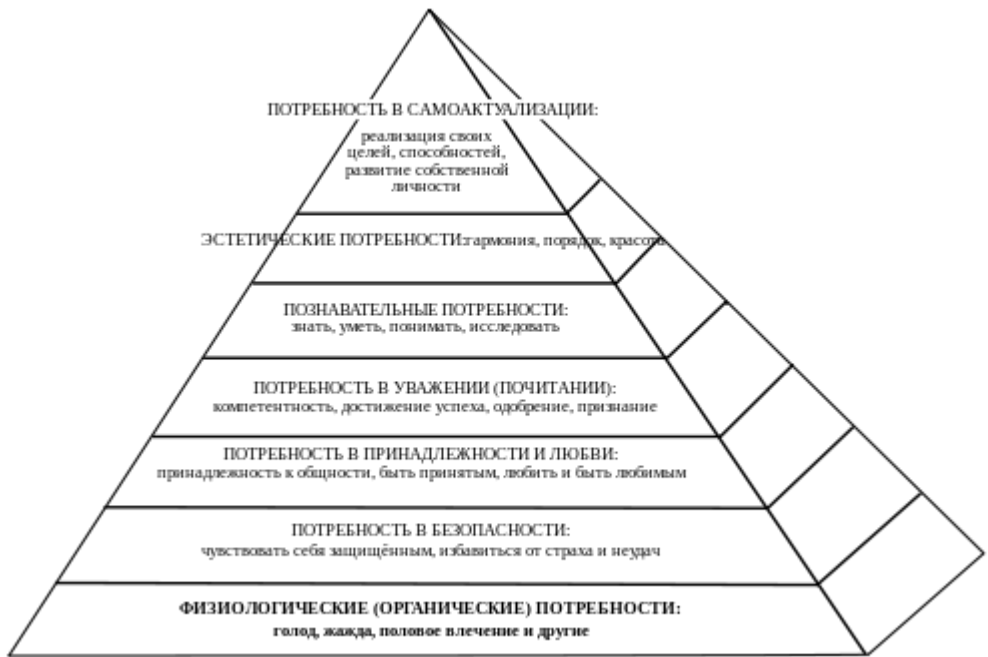 ПОТРЕБНОСТЬ В САМОАКТУАЛИЗАЦИИ:
реализация своих
целей, способностей,
развитие собственной
личности
ЭСТЕТИЧЕСКИЕ ПОТРЕБНОСТИ:гармония, порядок, красота
ПОЗНАВАТЕЛЬНЫЕ ПОТРЕБНОСТИ:
знать, уметь, понимать, исследовать
ПОТРЕБНОСТЬ В УВАЖЕНИИ (ПОЧИТАНИИ):
компетентность, достижение успеха, одобрение, признание
ПОТРЕБНОСТЬ В ПРИНАДЛЕЖНОСТИ И ЛЮБВИ:
принадлежность к общности, быть принятым, любить и быть любимым
ПОТРЕБНОСТЬ В БЕЗОПАСНОСТИ:
чувствовать себя защищённым, избавиться от страха и неудач
ФИЗИОЛОГИЧЕСКИЕ (ОРГАНИЧЕСКИЕ) ПОТРЕБНОСТИ:
голод, жажда, половое влечение и другие